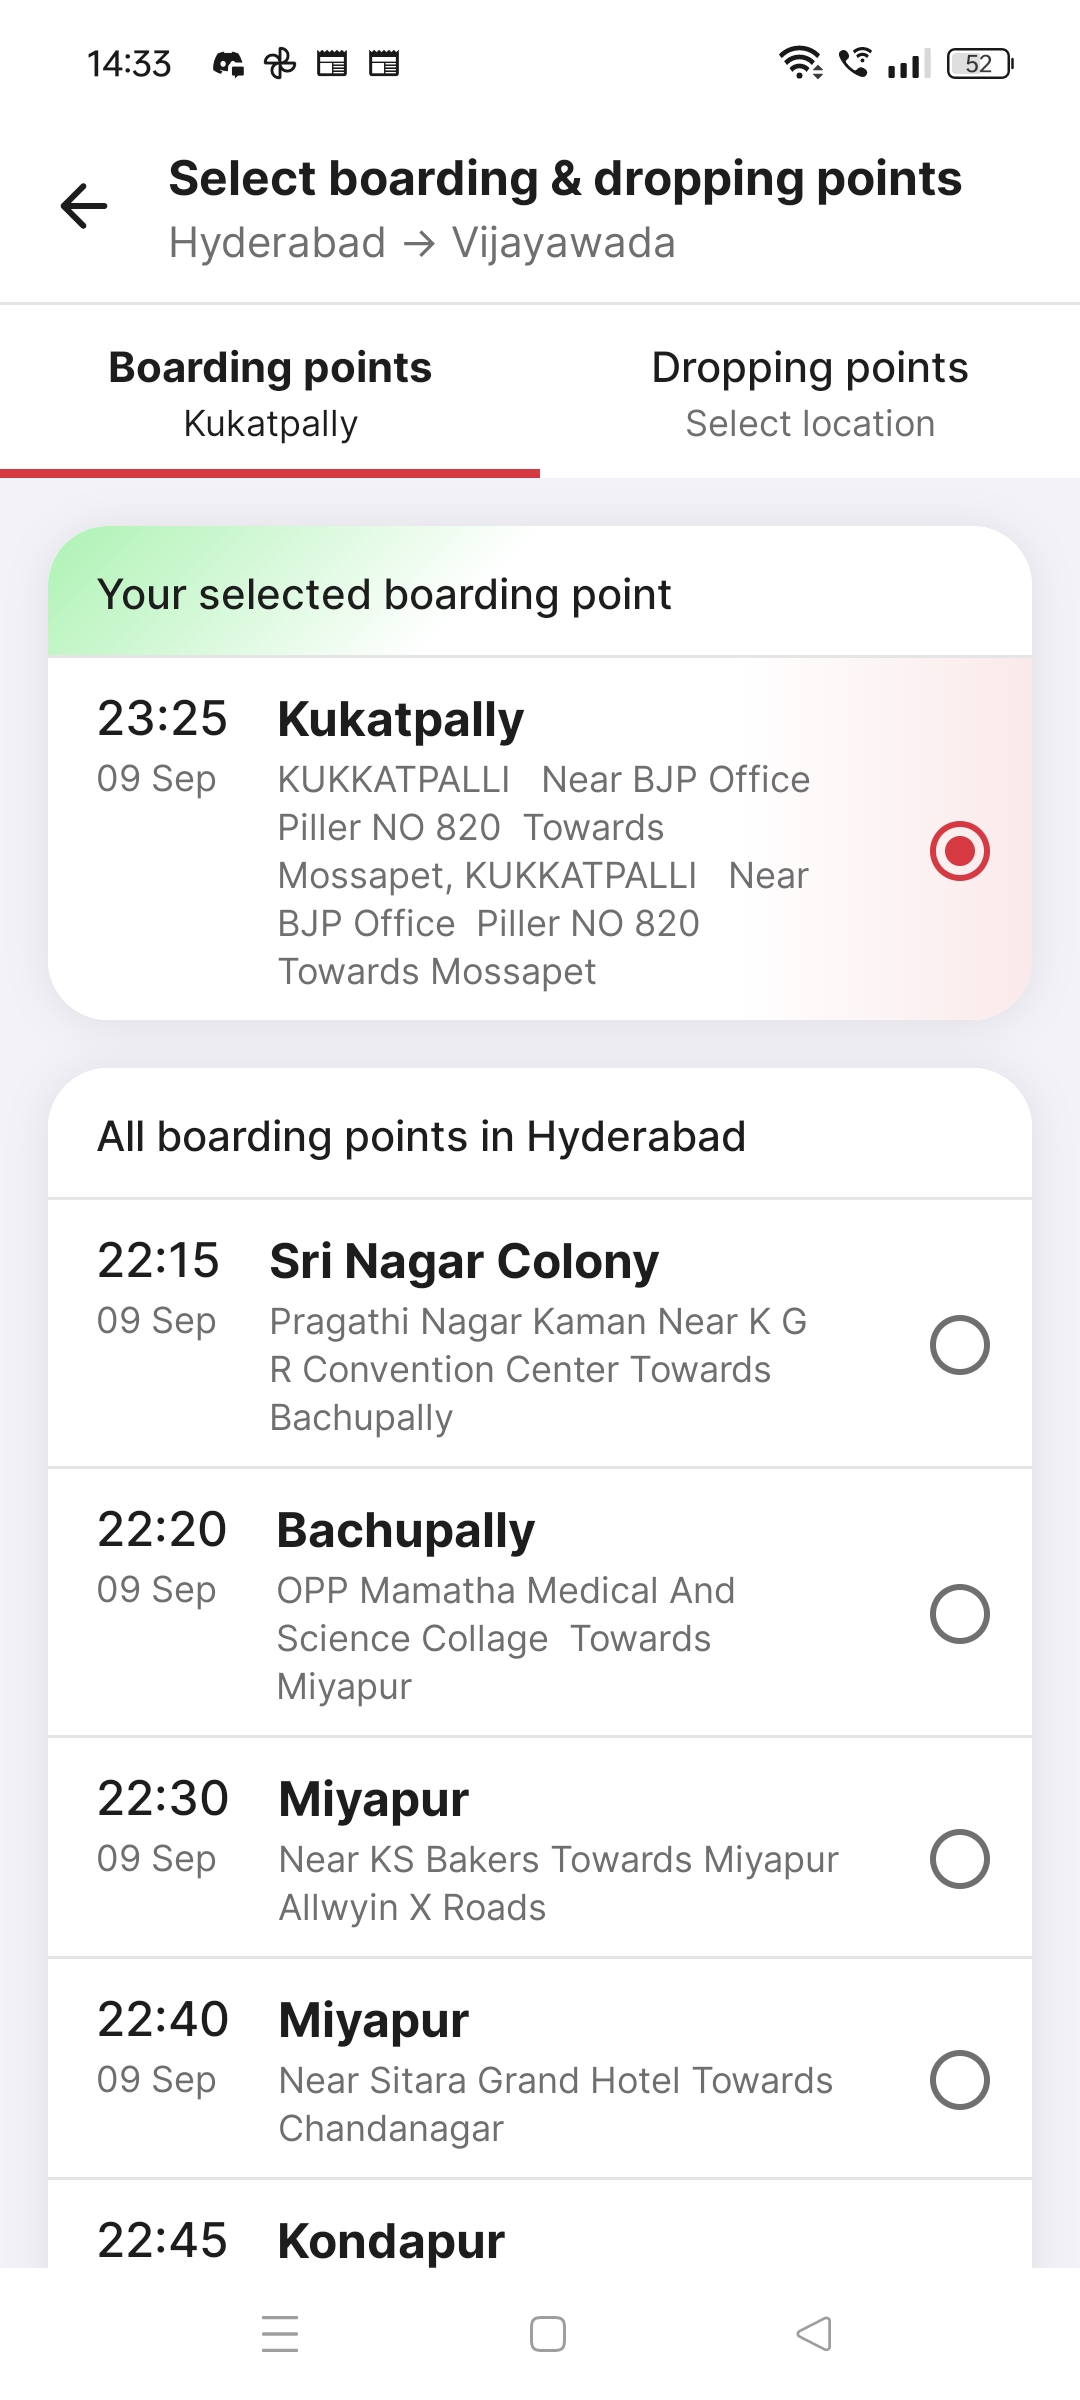 14:33
52
Select boarding & dropping points
Hyderabad → Vijayawada
Boarding points
Kukatpally
Dropping points
Select location
Your selected boarding point
23:25
09 Sep
Kukatpally
KUKKATPALLI   Near BJP Office
Piller NO 820  Towards
Mossapet, KUKKATPALLI   Near
BJP Office  Piller NO 820
Towards Mossapet
All boarding points in Hyderabad
22:15
09 Sep
Sri Nagar Colony
Pragathi Nagar Kaman Near K G
R Convention Center Towards
Bachupally
22:20
09 Sep
Bachupally
OPP Mamatha Medical And
Science Collage  Towards
Miyapur
22:30
09 Sep
Miyapur
Near KS Bakers Towards Miyapur
Allwyin X Roads
22:40
09 Sep
Miyapur
Near Sitara Grand Hotel Towards
Chandanagar
22:45
Kondapur